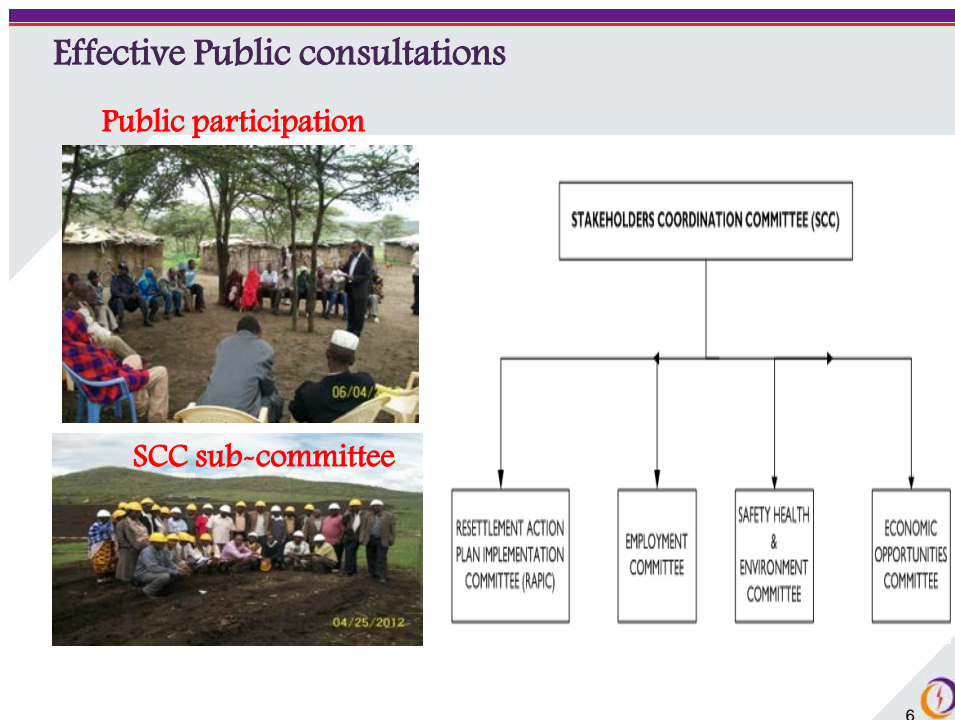 Effective Public consultations
Public participation
06/04/2012
SCC sub-committee
04/25/2012
STAKEHOLDERS COORDINATION COMMITTEE (SCC)
RESETTLEMENT ACTION
PLAN IMPLEMENTATION
COMMITTEE (RAPIC)
EMPLOYMENT
COMMITTEE
SAFETY HEALTH
&
ENVIRONMENT
COMMITTEE
ECONOMIC
OPPORTUNITIES
COMMITTEE
6